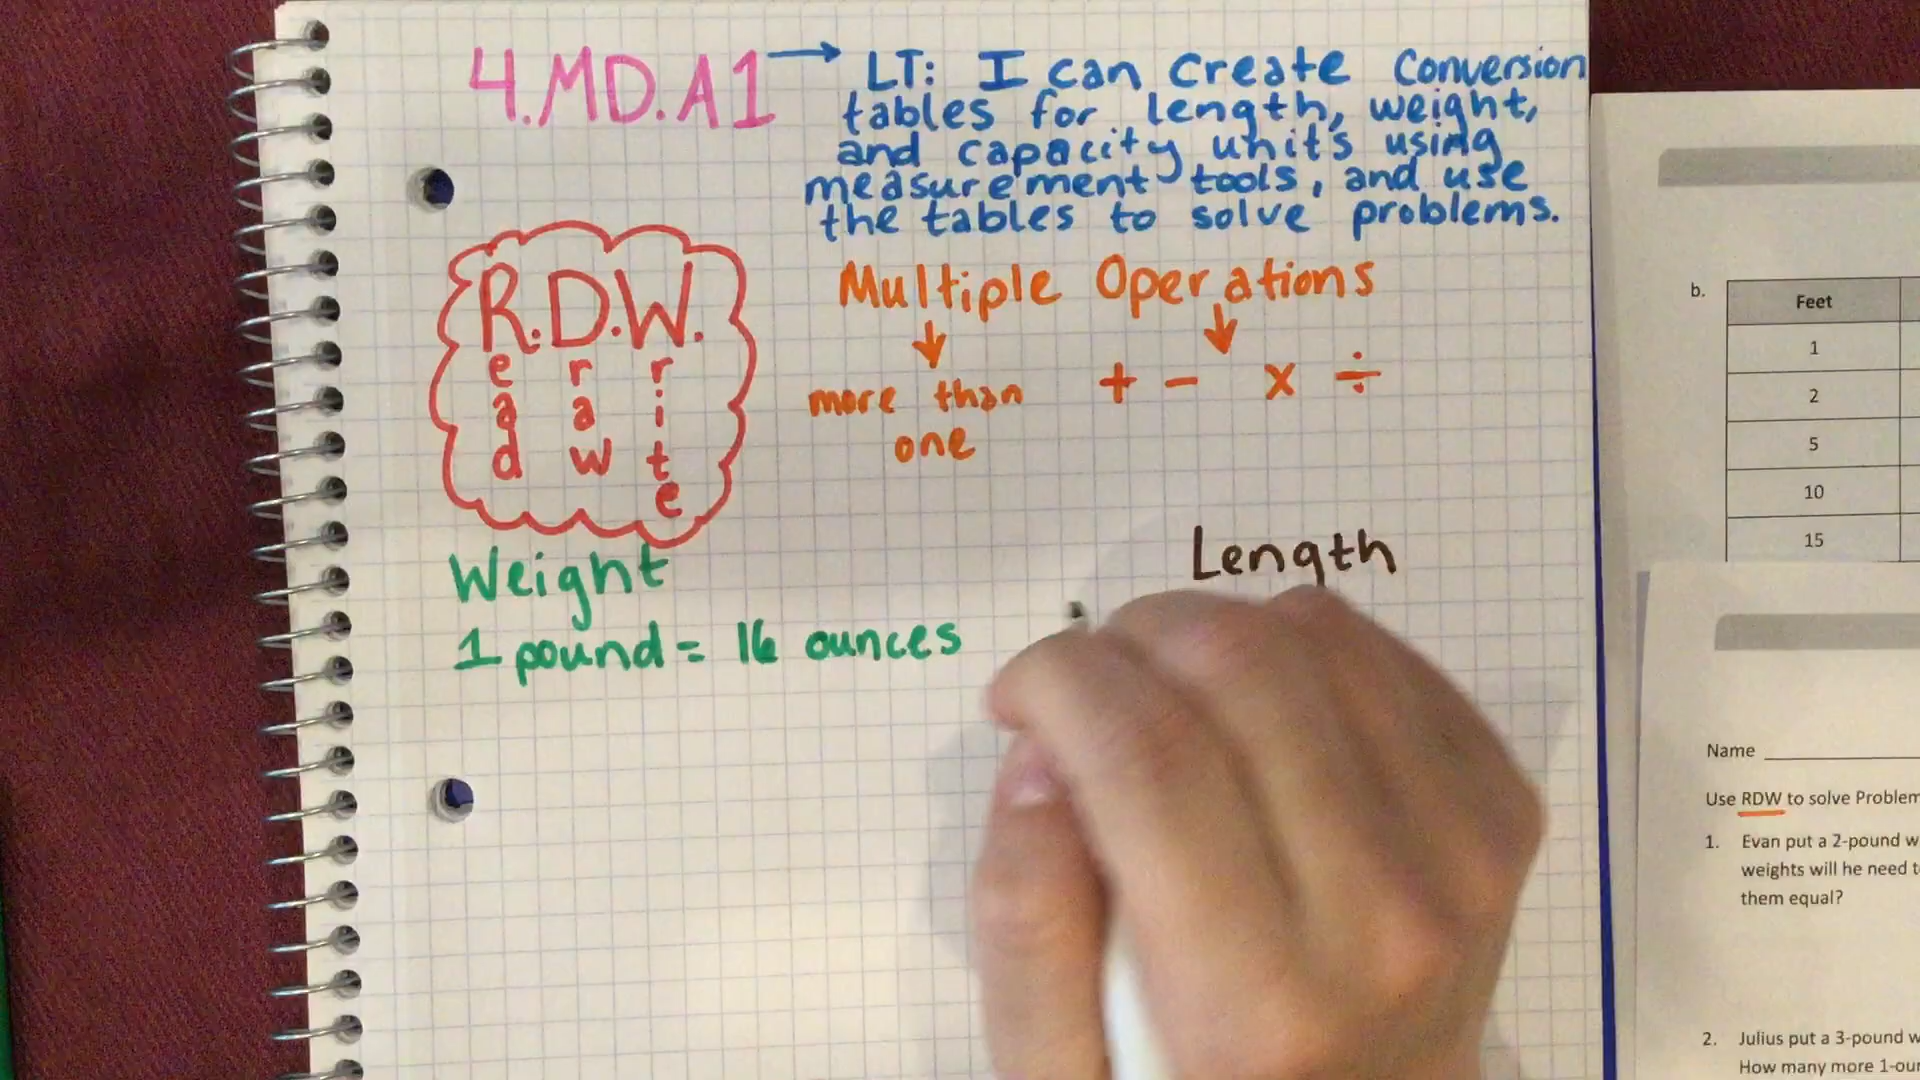 4.MD.A1 → LT: I can create conversion
tables for length, weight,
and capacity units using
measurement tools, and use
the tables to solve problems.
R.D.W.
ead
raw
rite
Multiple Operations
more than
one
+ - x ÷
Weight
1 pound = 16 ounces
Length
b.
Feet
1
2
5
10
15
Name
Use RDW to solve
1. Evan put a 2-pound
weights will he need
them equal?
2. Julius put a 3-pound
How many more